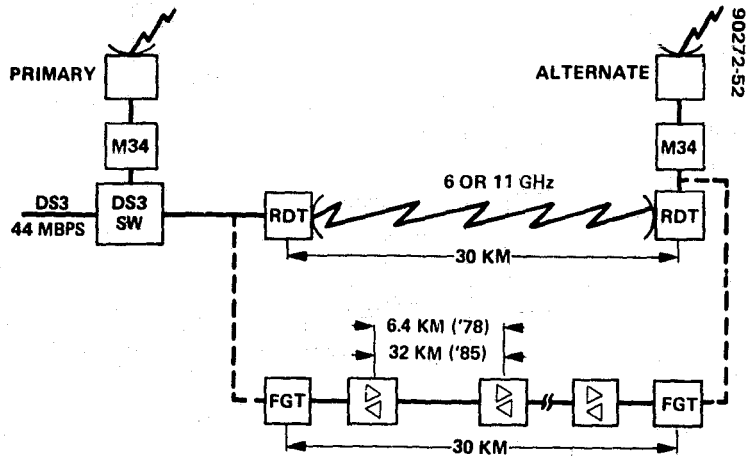 90272-52
PRIMARY
ALTERNATE
M34
M34
6 OR 11 GHz
DS3
44 MBPS
DS3
SW
RDT
RDT
30 KM
6.4 KM ('78)
32 KM ('85)
FGT
FGT
30 KM